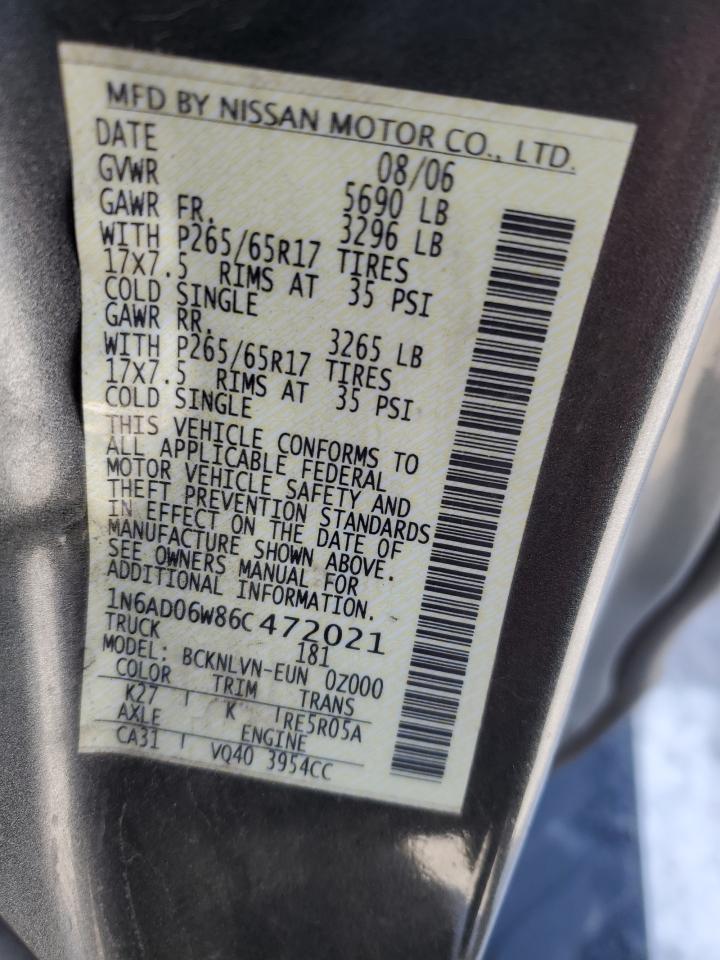 MFD BY NISSAN MOTOR CO., LTD.
DATE 08/06
GVWR 5690 LB
GAWR FR. 3296 LB
WITH P265/65R17 TIRES
17X7.5 RIMS AT 35 PSI
COLD SINGLE
GAWR RR. 3265 LB
WITH P265/65R17 TIRES
17X7.5 RIMS AT 35 PSI
COLD SINGLE
THIS VEHICLE CONFORMS TO
ALL APPLICABLE FEDERAL
MOTOR VEHICLE SAFETY AND
THEFT PREVENTION STANDARDS
IN EFFECT ON THE DATE OF
MANUFACTURE SHOWN ABOVE.
SEE OWNERS MANUAL FOR
ADDITIONAL INFORMATION.
1N6AD06W86C472021
TRUCK 181
MODEL: BCKNLVN-EUN 0Z000
COLOR TRIM TRANS
K27 K RE5R05A
AXLE ENGINE
CA31 VQ40 3954CC